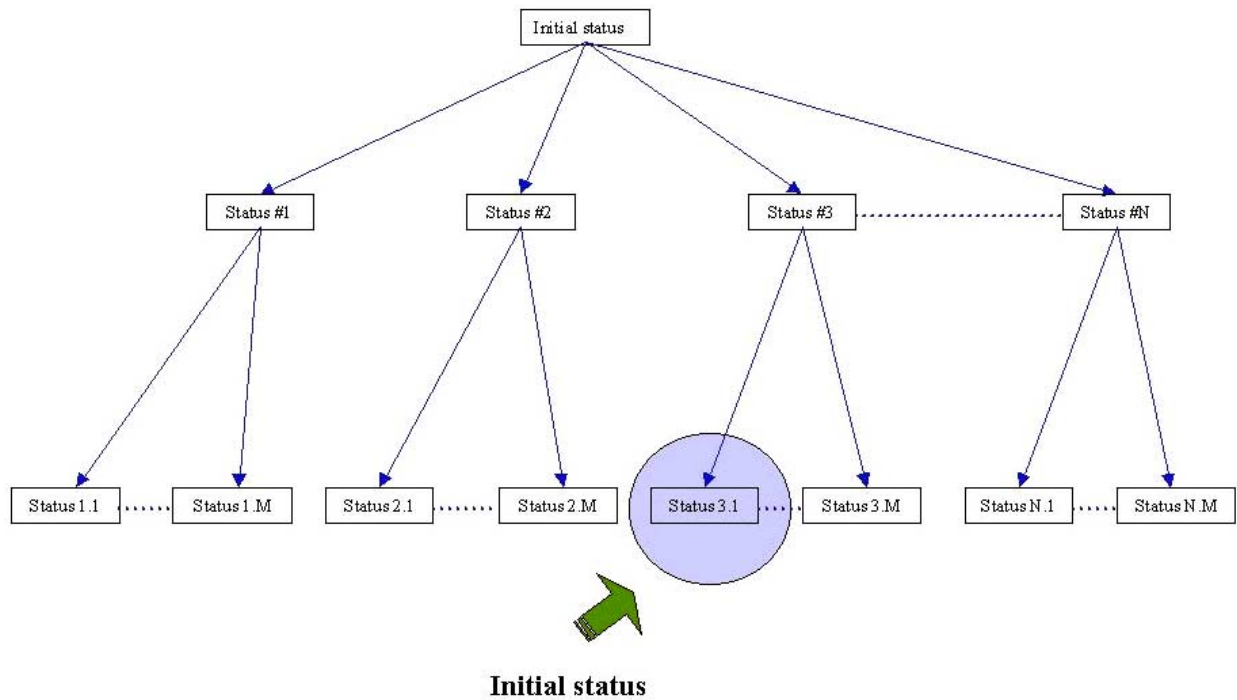 Initial status
Status #1
Status #2
Status #3
Status #N
Status 1.1
Status 1.M
Status 2.1
Status 2.M
Status 3.1
Status 3.M
Status N.1
Status N.M
Initial status